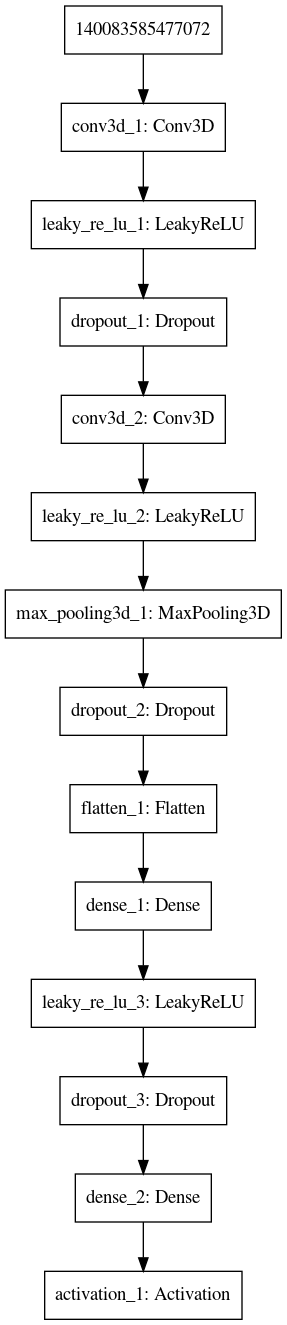 140083585477072
conv3d_1: Conv3D
leaky_re_lu_1: LeakyReLU
dropout_1: Dropout
conv3d_2: Conv3D
leaky_re_lu_2: LeakyReLU
max_pooling3d_1: MaxPooling3D
dropout_2: Dropout
flatten_1: Flatten
dense_1: Dense
leaky_re_lu_3: LeakyReLU
dropout_3: Dropout
dense_2: Dense
activation_1: Activation